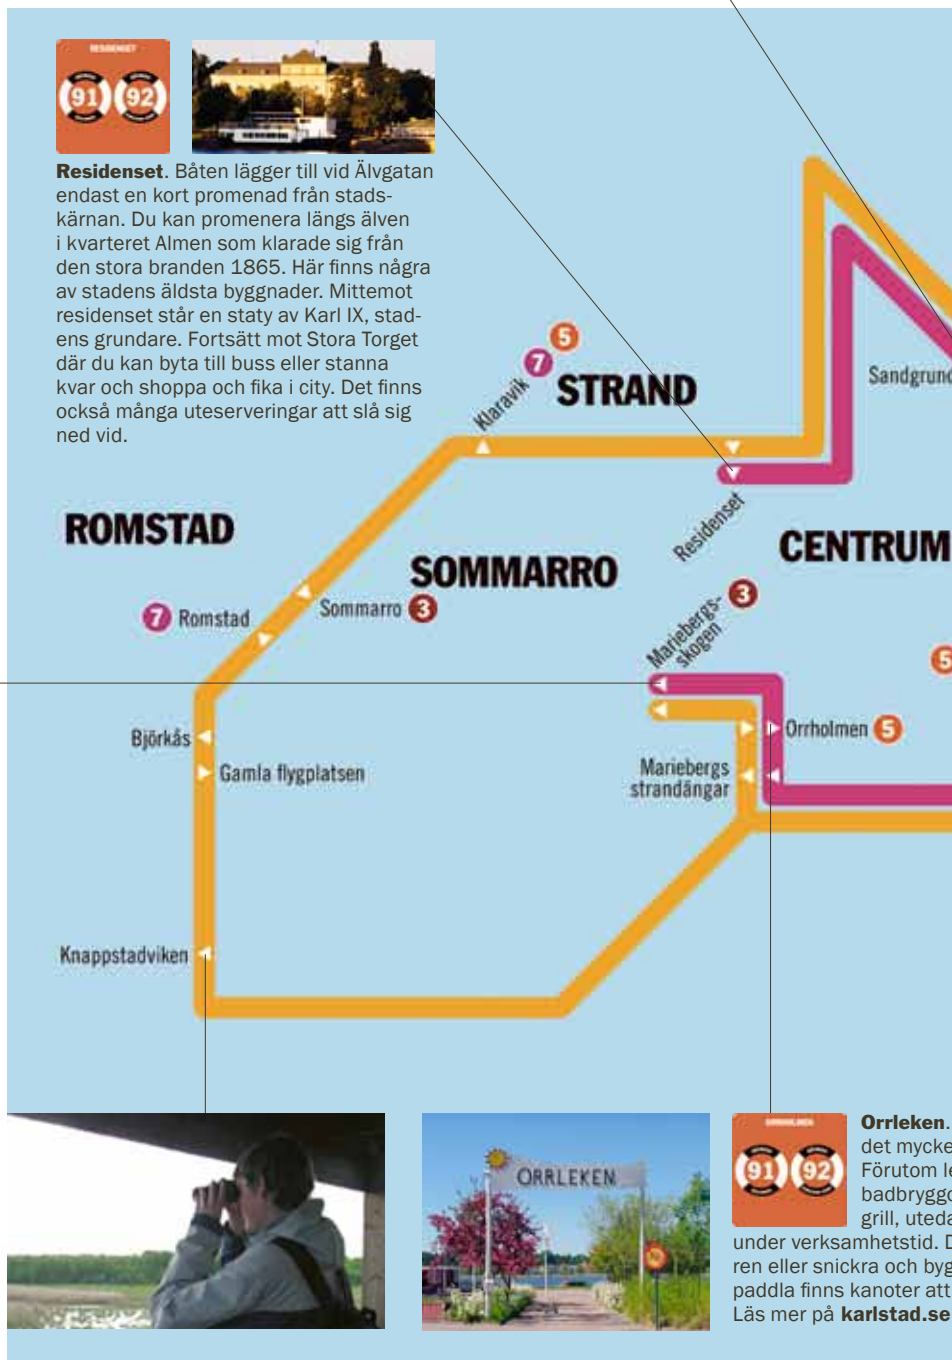 RESIDENSET
91 92
Residenset. Båten lägger till vid Älvgatan
endast en kort promenad från stads-
kärnan. Du kan promenera längs älven
i kvarteret Almen som klarade sig från
den stora branden 1865. Här finns några
av stadens äldsta byggnader. Mittemot
residenset står en staty av Karl IX, stad-
ens grundare. Fortsätt mot Stora Torget
där du kan byta till buss eller stanna
kvar och shoppa och fika i city. Det finns
också många uteserveringar att slå sig
ned vid.
5
7
Klaravik
STRAND
Sandgrund
Residenset
ROMSTAD
SOMMARRO
CENTRUM
7 Romstad
Sommarro 3
Mariebergs-
skogen
3
5
Björkås
Gamla flygplatsen
Orrholmen 5
Mariebergs
strandängar
Knappstadviken
ORRLEKEN
ORRHOLMEN
91 92
Orrleken.
det mycke
Förutom le
badbryggo
grill, uteda
under verksamhetstid. D
ren eller snickra och byg
paddla finns kanoter att
Läs mer på karlstad.se